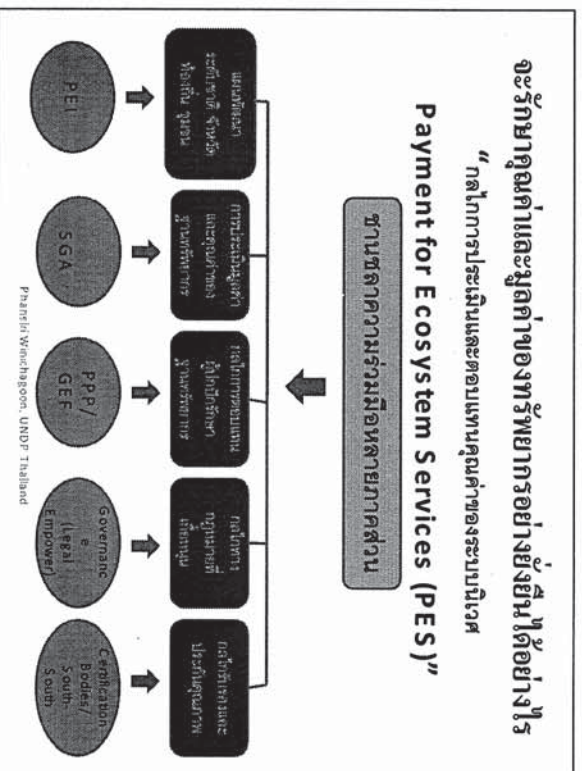 จะรักษาคุณค่าและมูลค่าของทรัพยากรอย่างยั่งยืนได้อย่างไร
“กลไกการประเมินและตอบแทนคุณค่าของระบบนิเวศ
Payment for Ecosystem Services (PES)”
ชานชลาความร่วมมือหลายภาคส่วน
แผนพัฒนา
ระดับชาติ จังหวัด
ท้องถิ่น ชุมชน
การประเมินมูลค่า
และคุณค่าของ
ฐานทรัพยากร
กลไกการตอบแทน
ผู้ปกปักรักษา
ฐานทรัพยากร
กลไกทาง
กฎหมายที่
เกื้อหนุน
กลไกรับรองและ
ประกันคุณภาพ
PEI
SGA
PPP/
GEF
Governanc
e
(Legal
Empower)
Certification
Bodies/
South-
South
Phansiri Winichagoon, UNDP Thailand